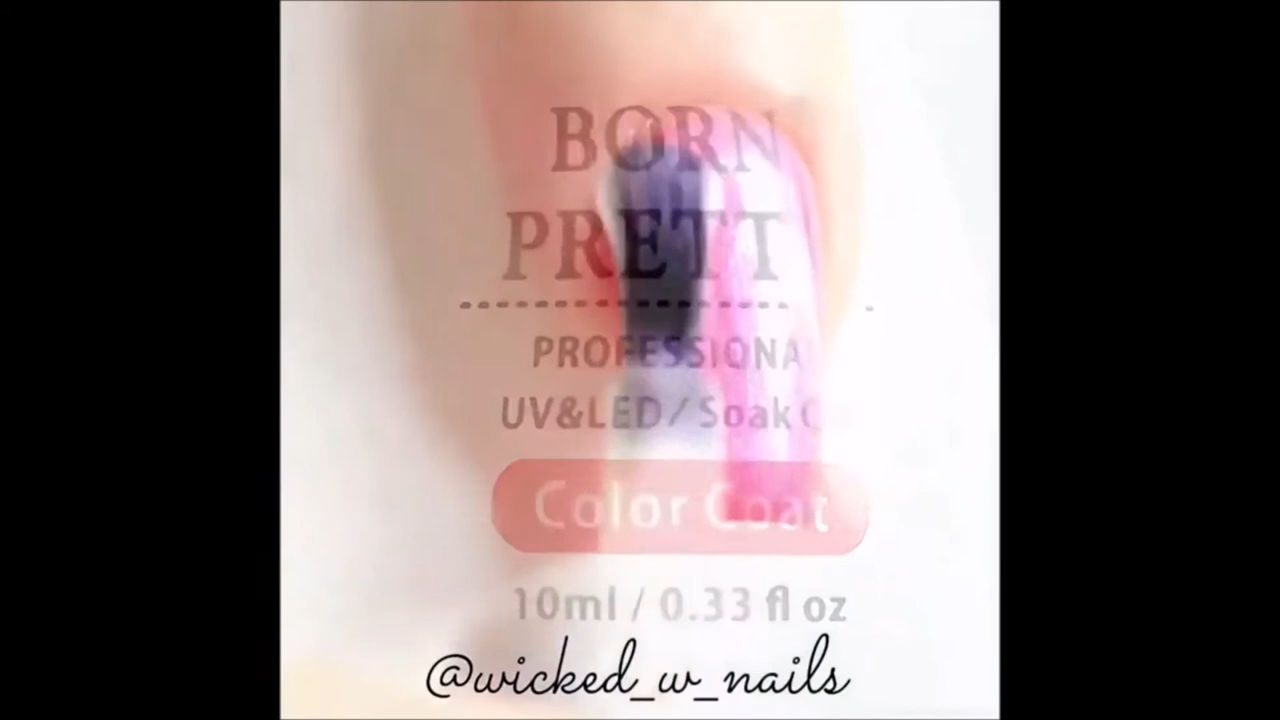 BORN
PRETT
PROFESSIONA
UV&LED/ Soak O
Color Coat
10ml / 0.33 fl oz
@wicked_w_nails